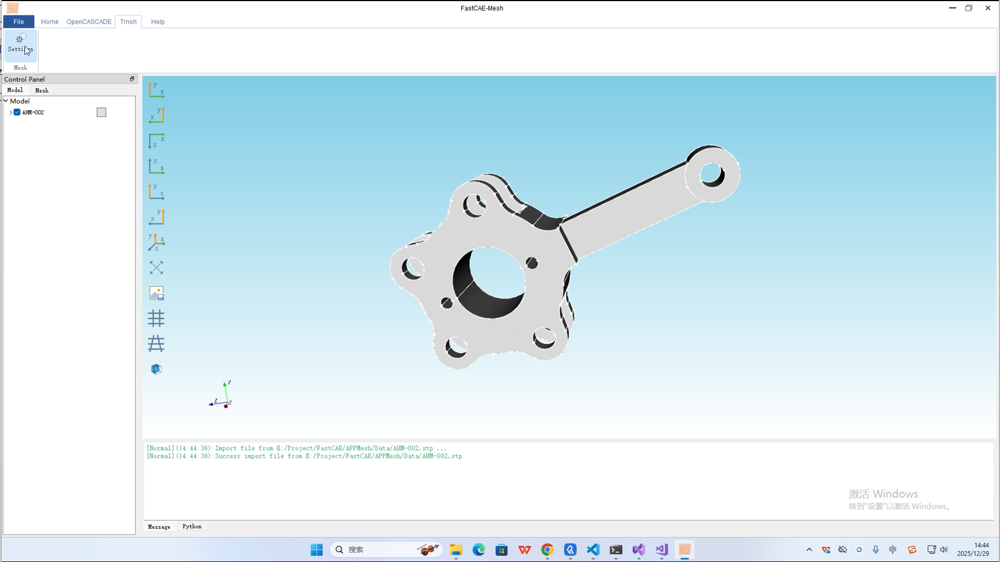 FastCAE-Mesh
File Home OpenCASCADE Tmsh Help
Settings
Mesh
Control Panel
Model Mesh
Model
AHM-002
y x
y x
x z
z x
y z
y z
y x z
Y
Z X
[Normal](14:44:36):Import file from E:/Project/FastCAE/APPMesh/Data/AHM-002.stp ...
[Normal](14:44:36):Success import file from E:/Project/FastCAE/APPMesh/Data/AHM-002.stp
激活 Windows
转到“设置”以激活 Windows。
Message Python
搜索
中
14:44
2025/12/29